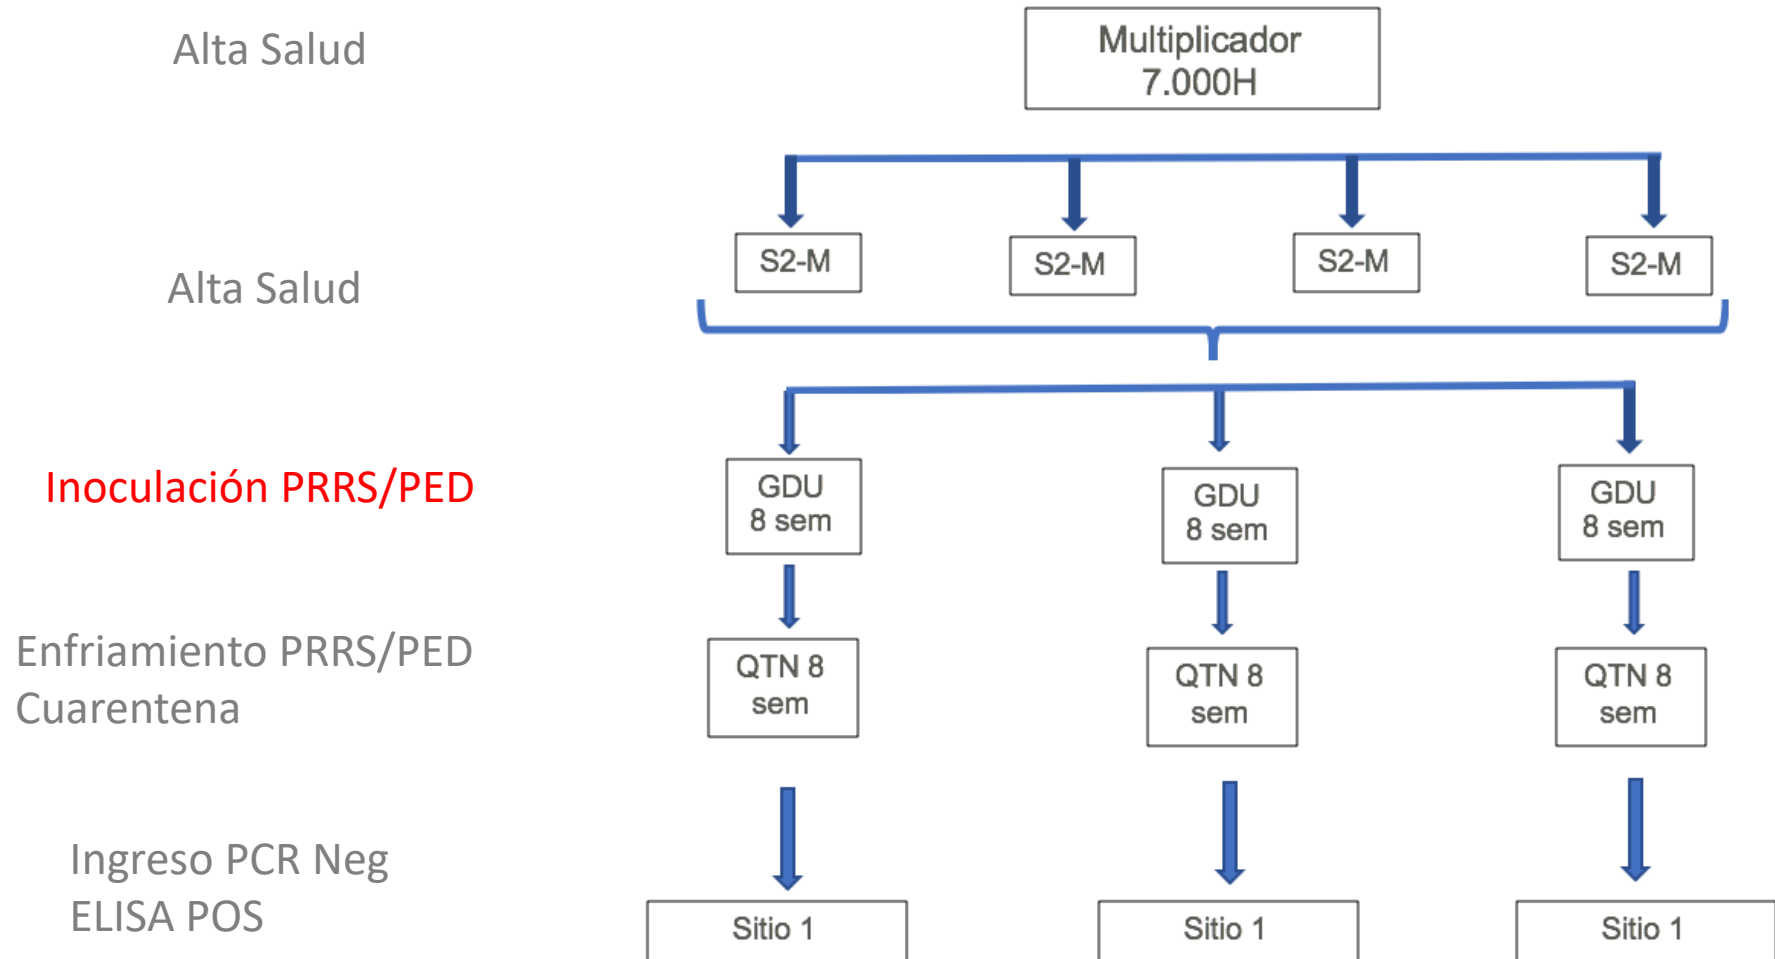 Alta Salud
Multiplicador
7.000H
Alta Salud
S2-M
S2-M
S2-M
S2-M
Inoculación PRRS/PED
GDU
8 sem
GDU
8 sem
GDU
8 sem
Enfriamiento PRRS/PED
Cuarentena
QTN 8
sem
QTN 8
sem
QTN 8
sem
Ingreso PCR Neg
ELISA POS
Sitio 1
Sitio 1
Sitio 1